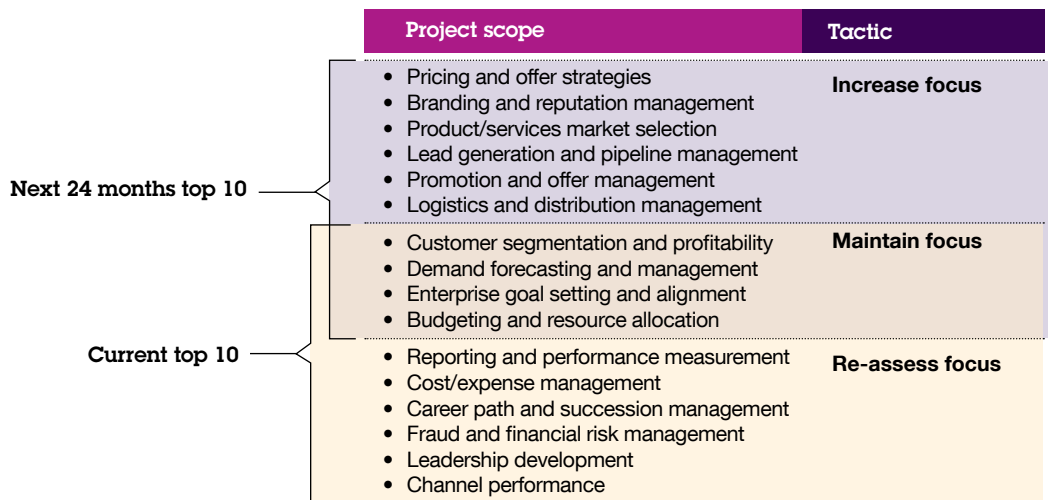 Project scope Tactic
• Pricing and offer strategies Increase focus
• Branding and reputation management
• Product/services market selection
• Lead generation and pipeline management
Next 24 months top 10 • Promotion and offer management
• Logistics and distribution management
• Customer segmentation and profitability Maintain focus
• Demand forecasting and management
• Enterprise goal setting and alignment
• Budgeting and resource allocation
Current top 10
• Reporting and performance measurement Re-assess focus
• Cost/expense management
• Career path and succession management
• Fraud and financial risk management
• Leadership development
• Channel performance